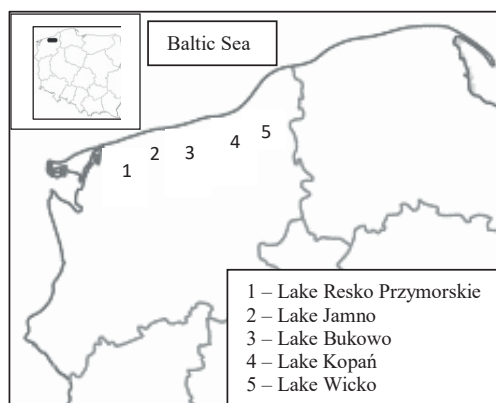 Baltic Sea
1
2
3
4
5
1 – Lake Resko Przymorskie
2 – Lake Jamno
3 – Lake Bukowo
4 – Lake Kopań
5 – Lake Wicko